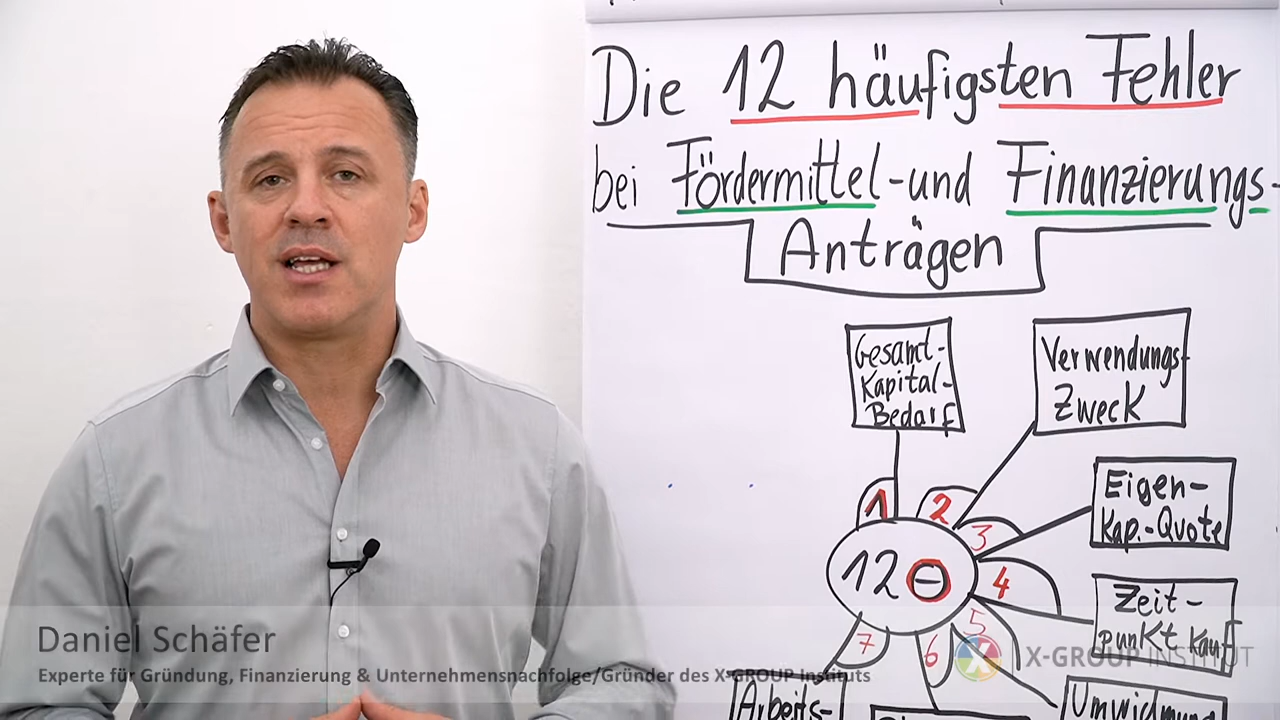 Die 12 häufigsten Fehler
bei Fördermittel-und Finanzierungs-
Anträgen
Gesamt-
Kapital-
Bedarf
Verwendungs-
Zweck
Eigen-
Kap.-Quote
Zeit-
punkt Kauf
Umwidmung
Arbeits-
12 -
1
2
3
4
5
6
7
Daniel Schäfer
Experte für Gründung, Finanzierung & Unternehmensnachfolge/Gründer des X-GROUP Instituts
X-GROUP INSTITUT